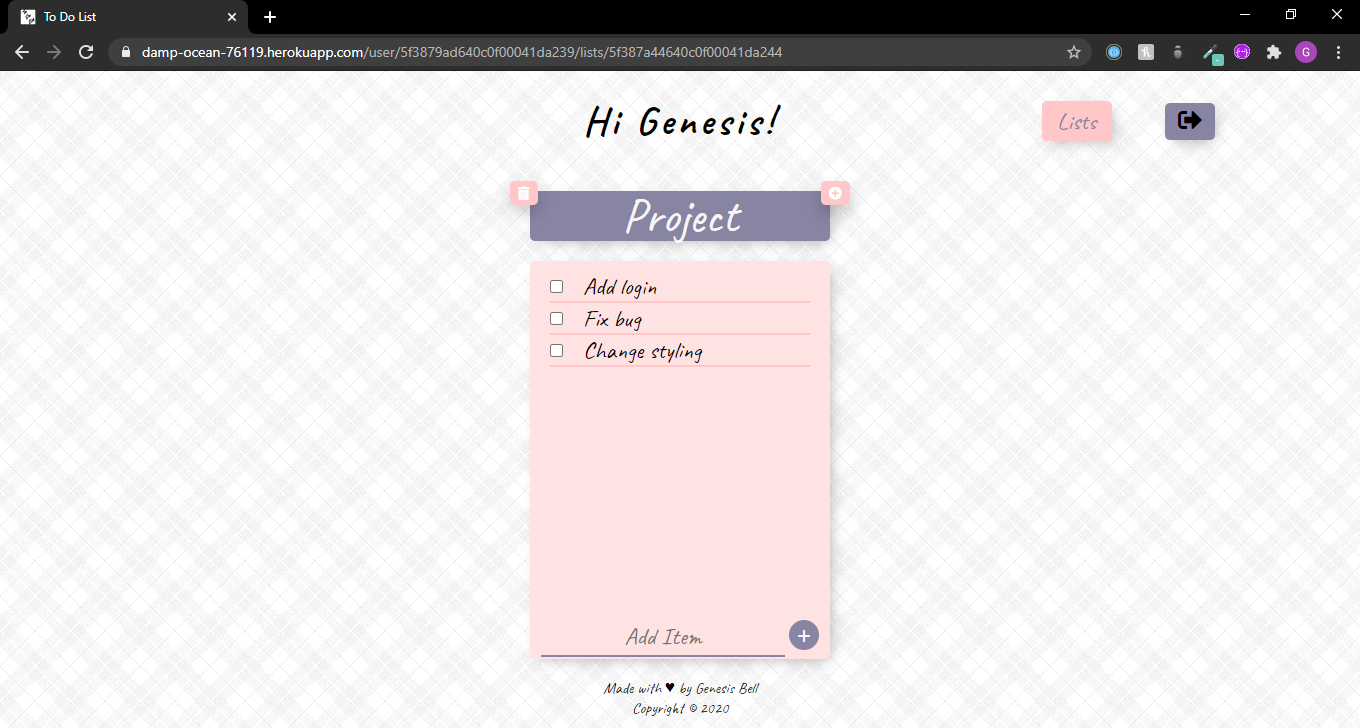 To Do List
damp-ocean-76119.herokuapp.com/user/5f3879ad640c0f00041da239/lists/5f387a44640c0f00041da244
G
Hi Genesis!
Lists
Project
Add login
Fix bug
Change styling
Add Item
Made with ♥ by Genesis Bell
Copyright © 2020